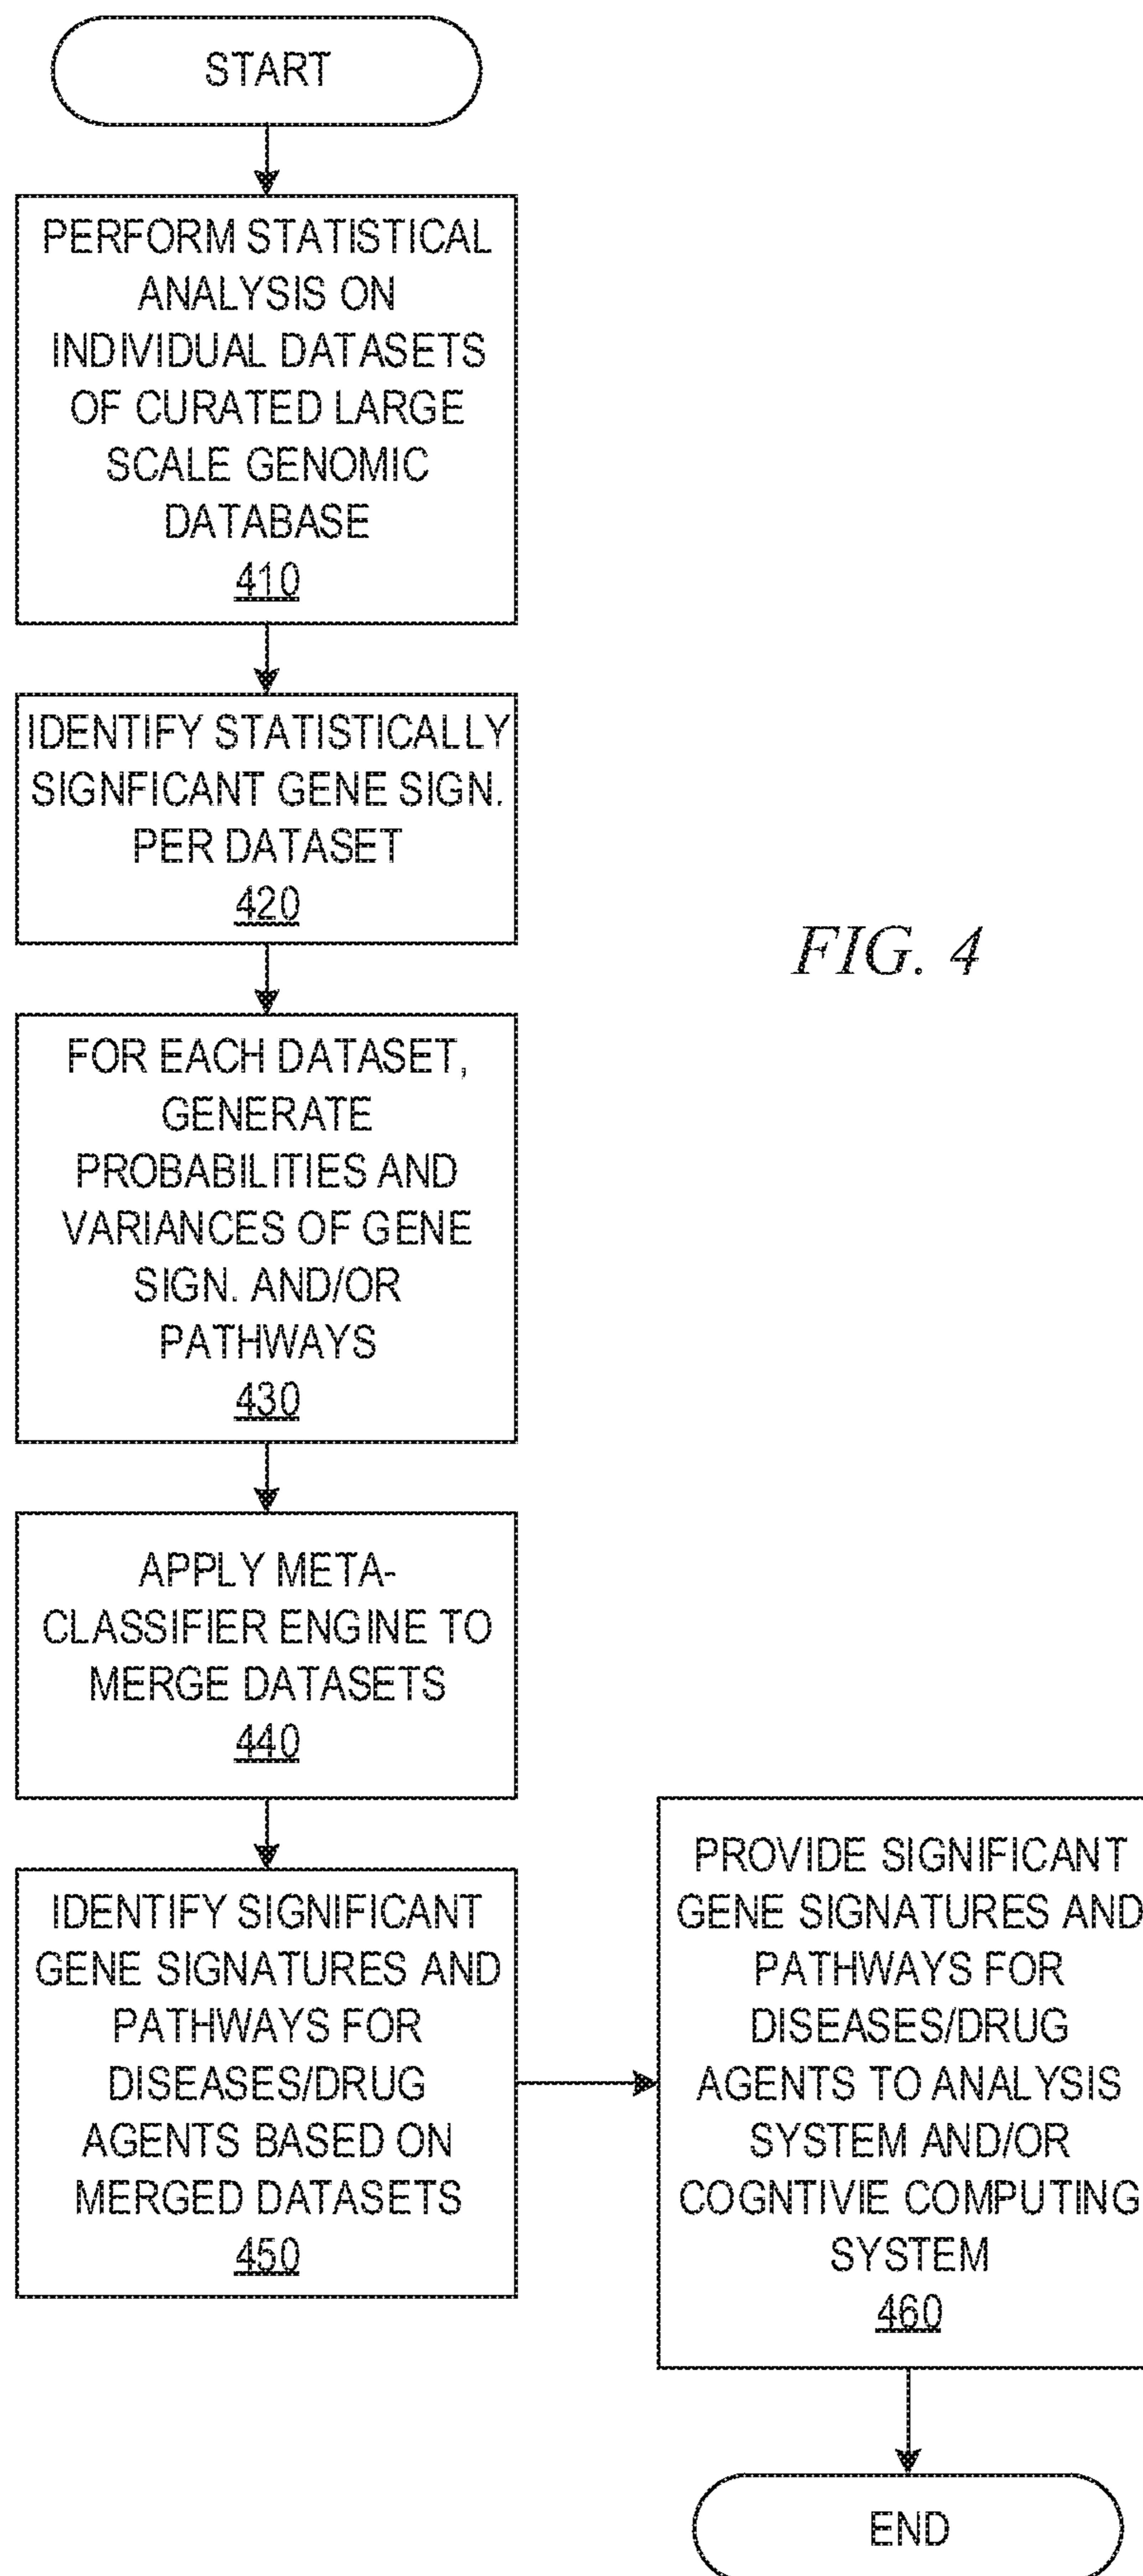 START
PERFORM STATISTICAL
ANALYSIS ON
INDIVIDUAL DATASETS
OF CURATED LARGE
SCALE GENOMIC
DATABASE
410
IDENTIFY STATISTICALLY
SIGNFICANT GENE SIGN.
PER DATASET
420
FIG. 4
FOR EACH DATASET,
GENERATE
PROBABILITIES AND
VARIANCES OF GENE
SIGN. AND/OR
PATHWAYS
430
APPLY META-
CLASSIFIER ENGINE TO
MERGE DATASETS
440
IDENTIFY SIGNIFICANT
GENE SIGNATURES AND
PATHWAYS FOR
DISEASES/DRUG
AGENTS BASED ON
MERGED DATASETS
450
PROVIDE SIGNIFICANT
GENE SIGNATURES AND
PATHWAYS FOR
DISEASES/DRUG
AGENTS TO ANALYSIS
SYSTEM AND/OR
COGNTIVIE COMPUTING
SYSTEM
460
END